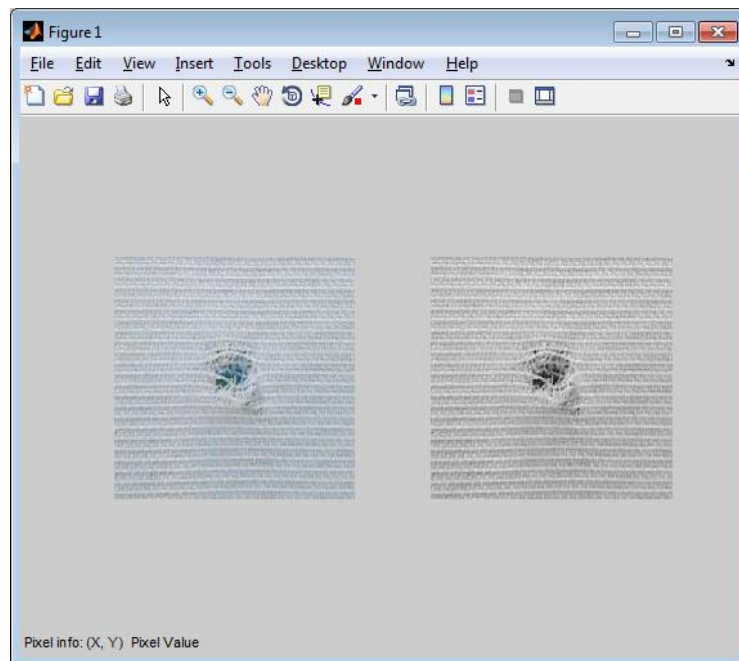 Figure 1
File Edit View Insert Tools Desktop Window Help
Pixel info: (X, Y) Pixel Value